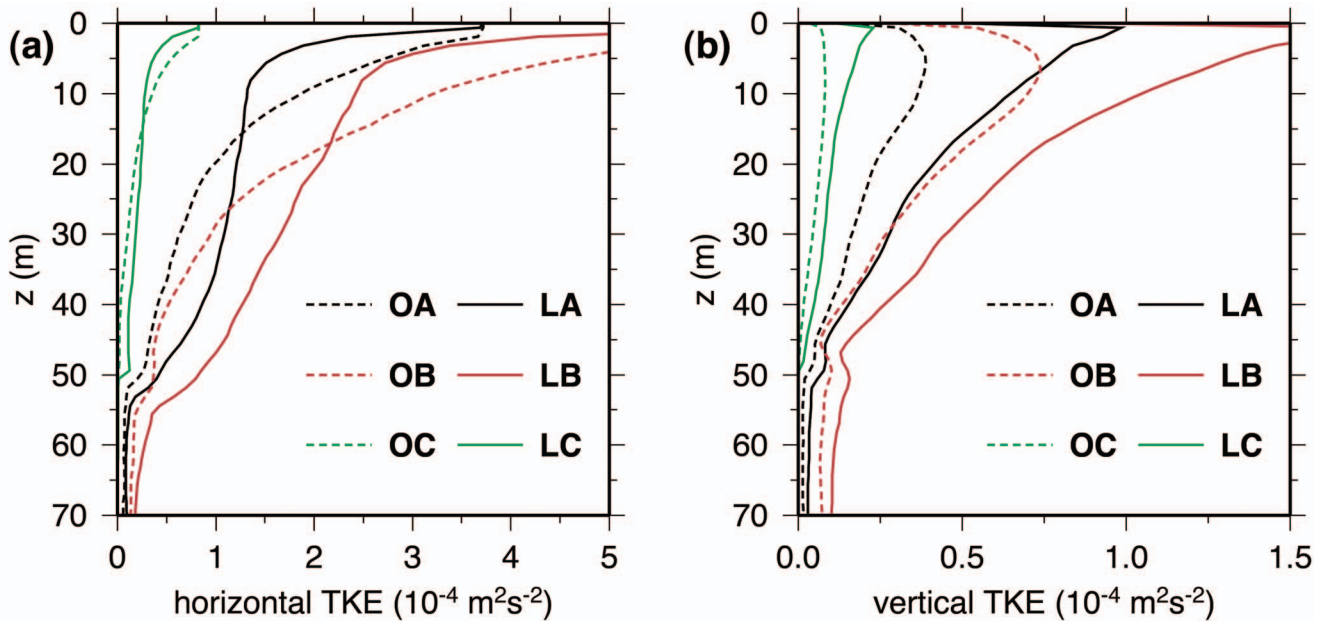 (a)
0
10
20
30
40
50
60
70
z (m)
OA LA
OB LB
OC LC
0 1 2 3 4 5
horizontal TKE (10-4 m2s-2)
(b)
0
10
20
30
40
50
60
70
z (m)
OA LA
OB LB
OC LC
0.0 0.5 1.0 1.5
vertical TKE (10-4 m2s-2)